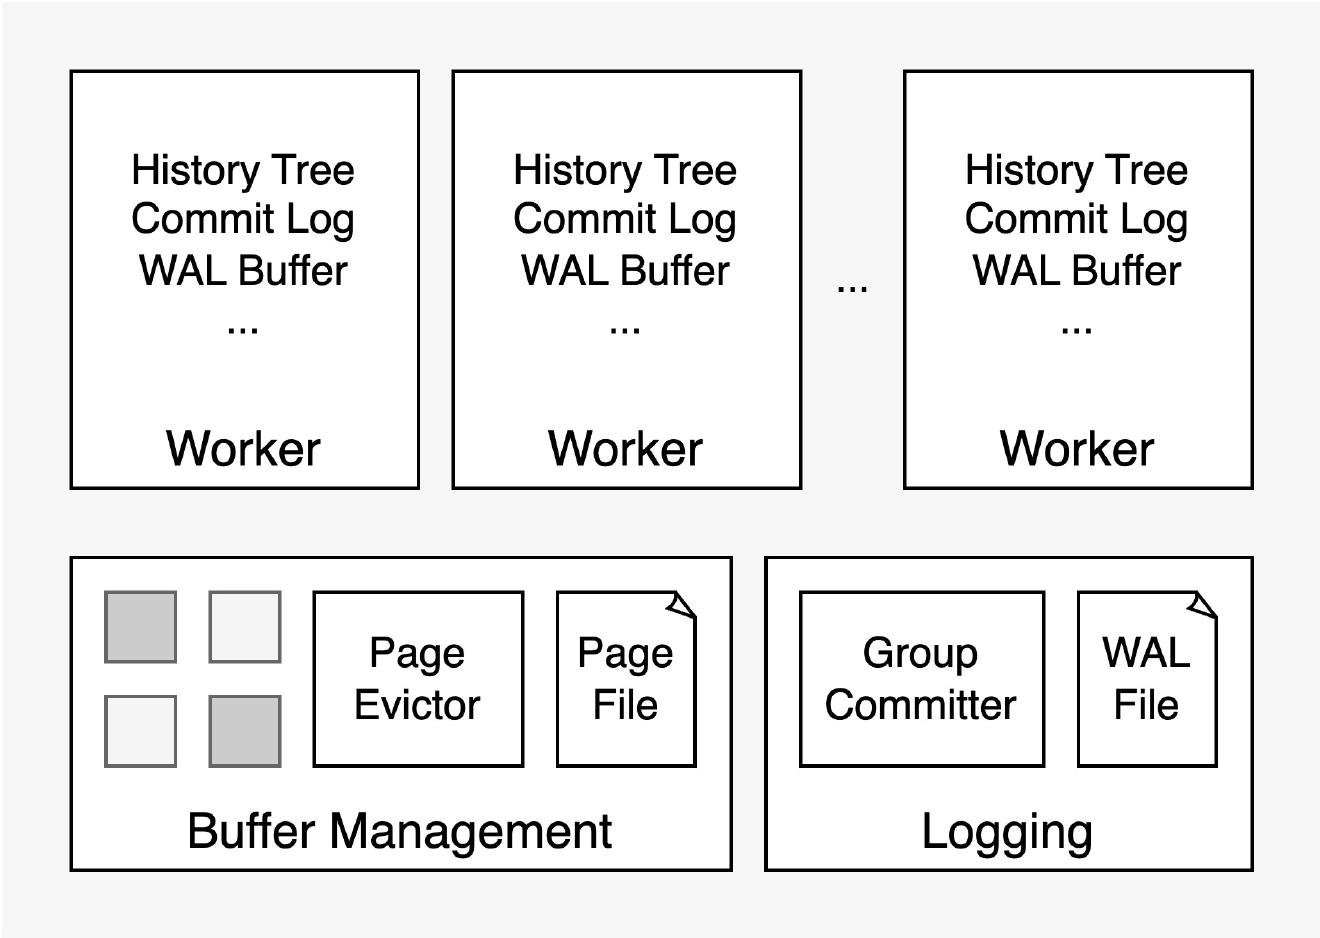 History Tree
Commit Log
WAL Buffer
...
Worker
History Tree
Commit Log
WAL Buffer
...
Worker
...
History Tree
Commit Log
WAL Buffer
...
Worker
Page
Evictor
Page
File
Buffer Management
Group
Committer
WAL
File
Logging